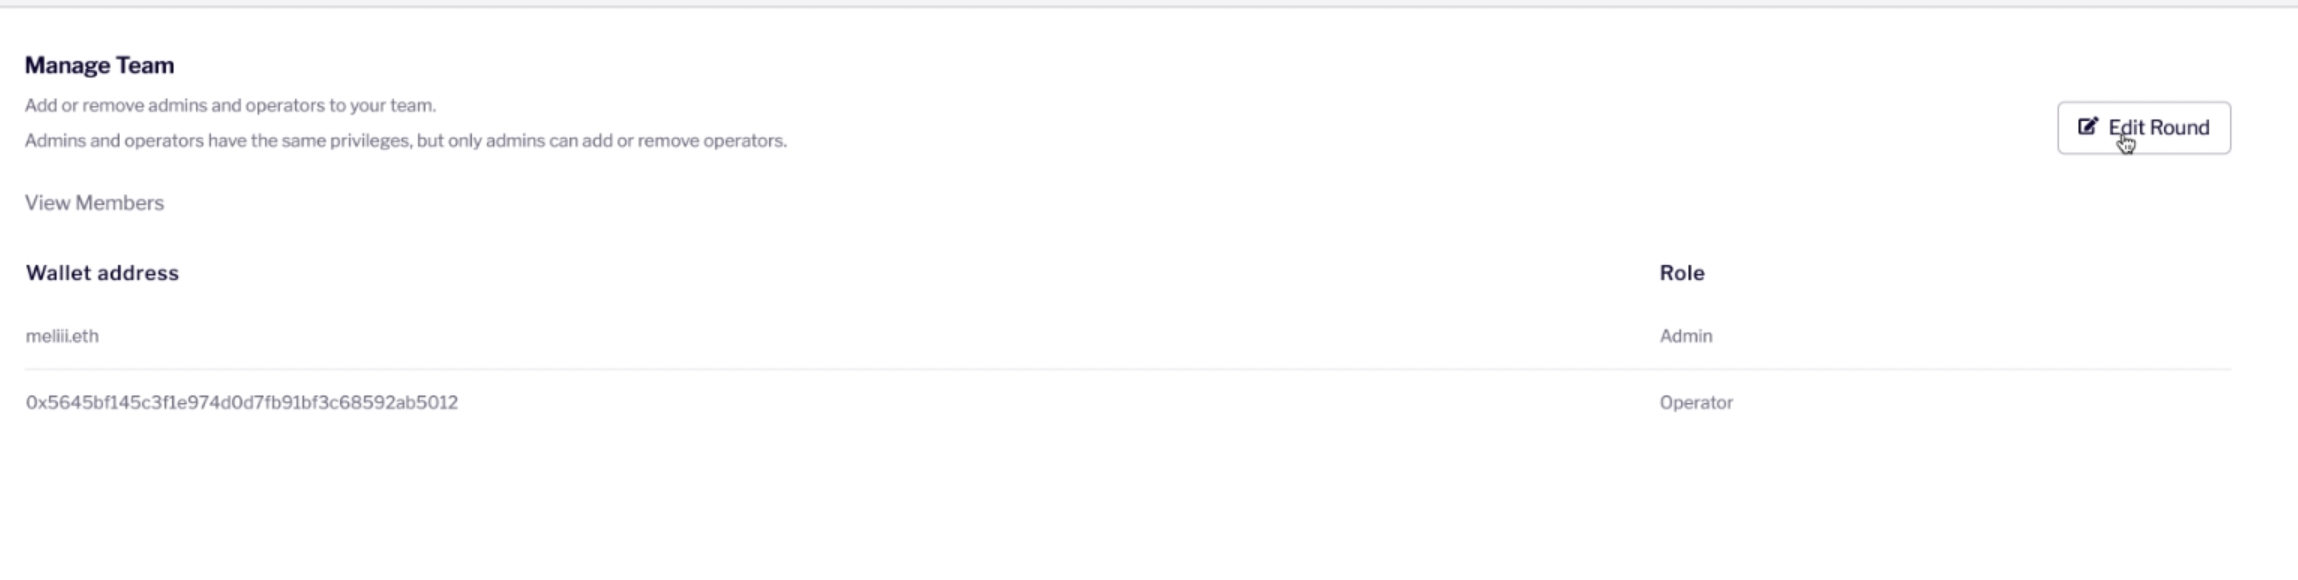 Manage Team
Add or remove admins and operators to your team.
Admins and operators have the same privileges, but only admins can add or remove operators.
Edit Round
View Members
Wallet address Role
meliii.eth Admin
0x5645bf145c3f1e974d0d7fb91bf3c68592ab5012 Operator